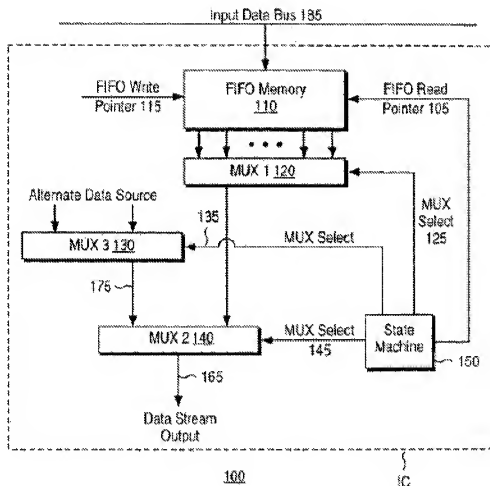 Input Data Bus 185
FIFO Write
Pointer 115
FIFO Memory
110
FIFO Read
Pointer 105
MUX 1 120
Alternate Data Source
135
MUX Select
MUX
Select
125
MUX 3 130
175
MUX 2 140
MUX Select
145
State
Machine
150
165
Data Stream
Output
100
IC